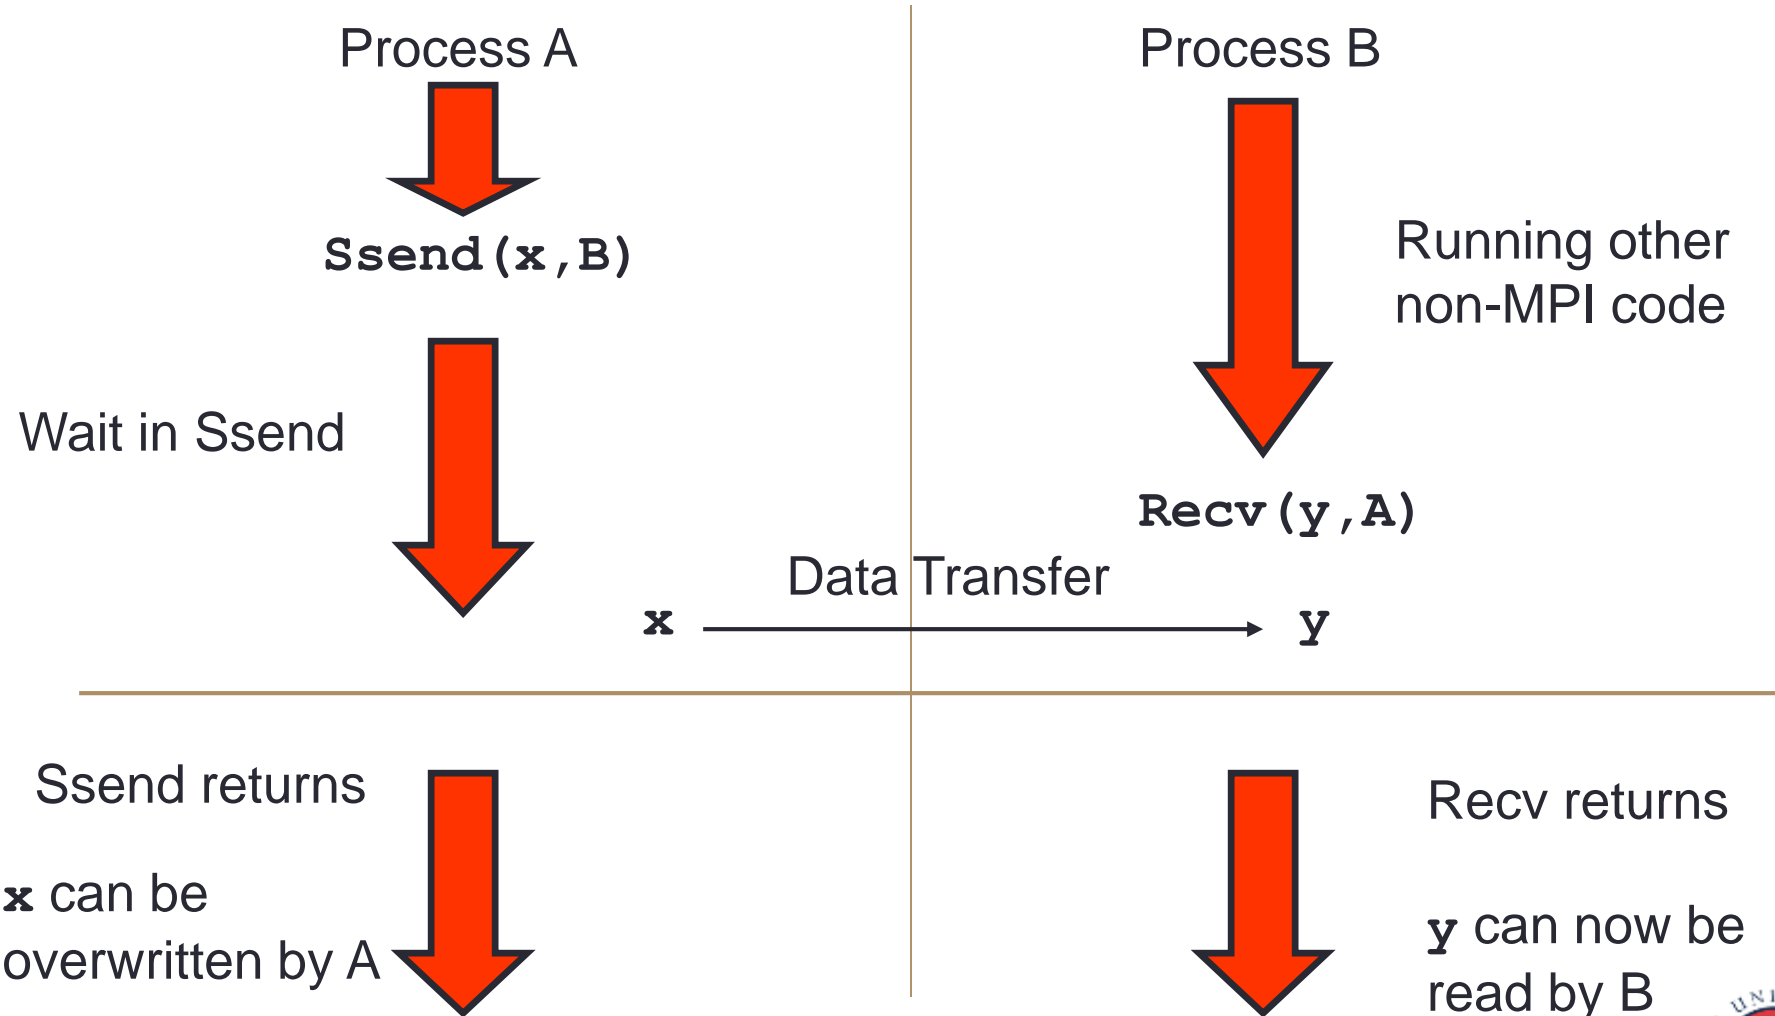 Process A
Process B
Ssend(x,B)
Running other
non-MPI code
Wait in Ssend
Recv(y,A)
Data Transfer
x
y
Ssend returns
Recv returns
x can be
overwritten by A
y can now be
read by B